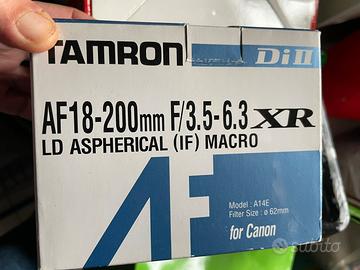 TAMRON Di II
AF18-200mm F/3.5-6.3 XR
LD ASPHERICAL (IF) MACRO
AF
Model : A14E
Filter Size : ø 62mm
for Canon
subito